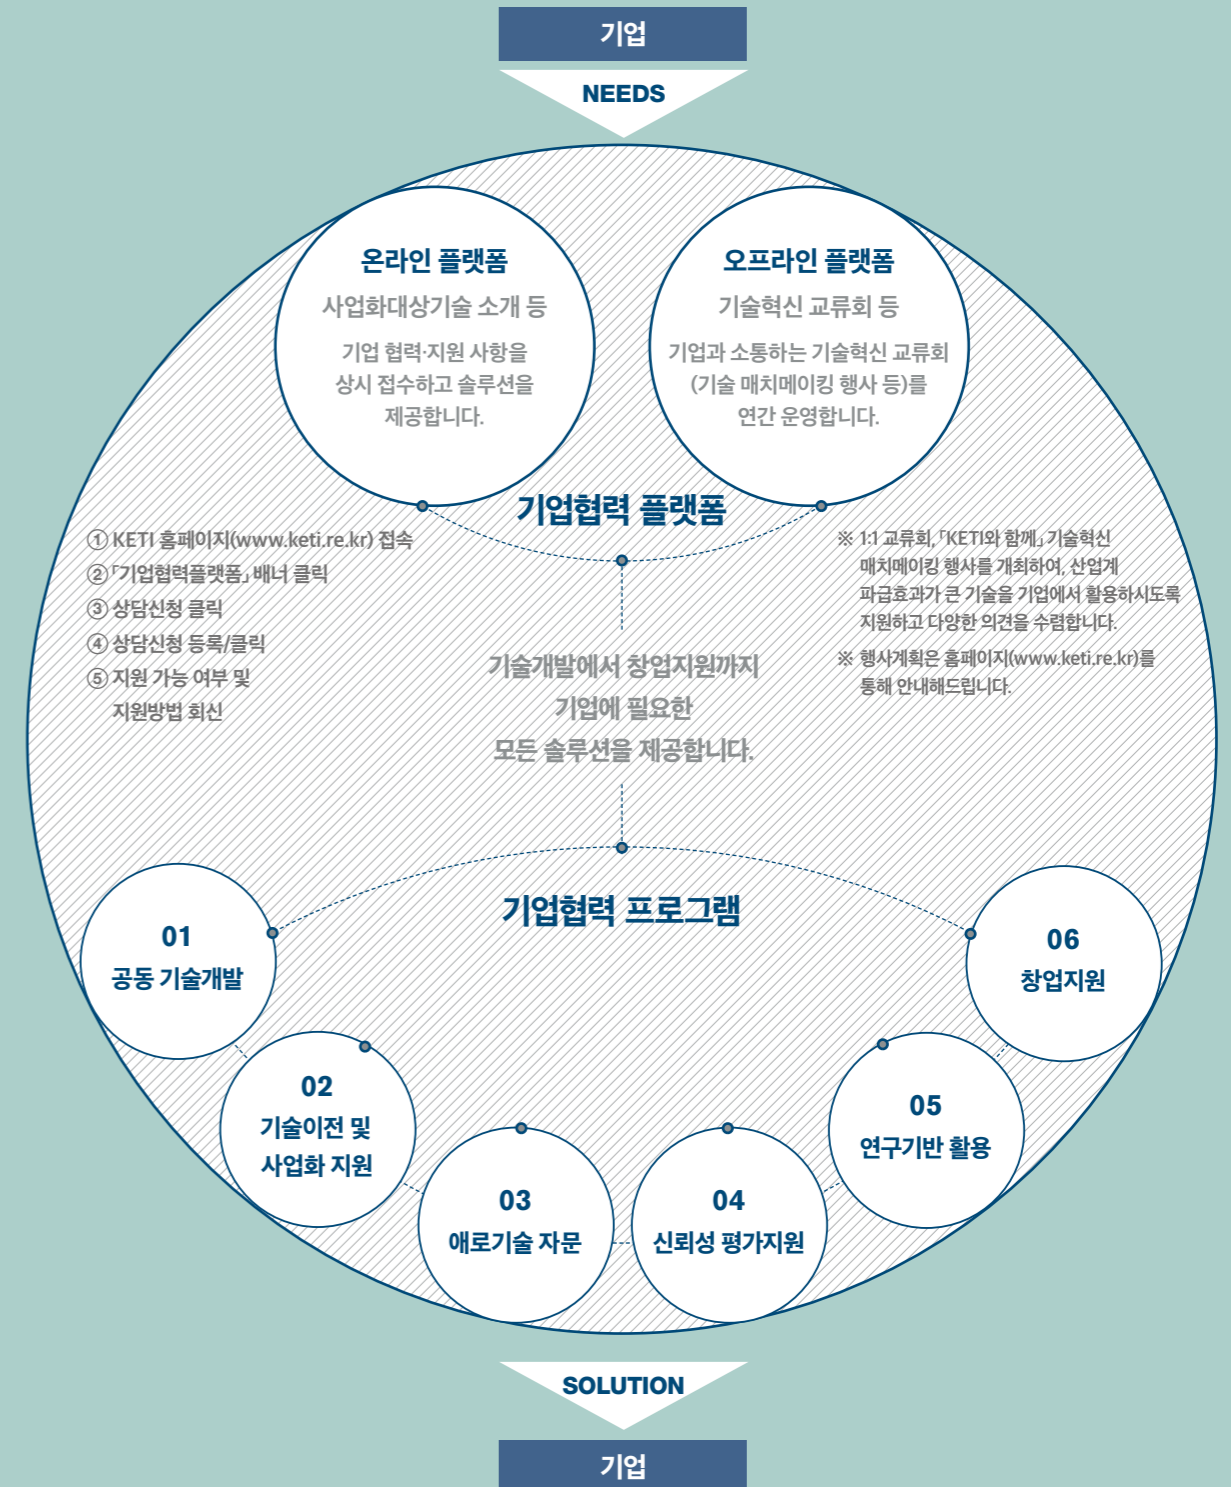 기업
NEEDS
온라인 플랫폼
사업화대상기술 소개 등
기업 협력·지원 사항을
상시 접수하고 솔루션을
제공합니다.
오프라인 플랫폼
기술혁신 교류회 등
기업과 소통하는 기술혁신 교류회
(기술 매치메이킹 행사 등)를
연간 운영합니다.
기업협력 플랫폼
① KETI 홈페이지(www.keti.re.kr) 접속
②「기업협력플랫폼」 배너 클릭
③ 상담신청 클릭
④ 상담신청 등록/클릭
⑤ 지원 가능 여부 및
지원방법 회신
※ 1:1 교류회, 「KETI와 함께」 기술혁신
매치메이킹 행사를 개최하여, 산업계
파급효과가 큰 기술을 기업에서 활용하시도록
지원하고 다양한 의견을 수렴합니다.
※ 행사계획은 홈페이지(www.keti.re.kr)를
통해 안내해드립니다.
기술개발에서 창업지원까지
기업에 필요한
모든 솔루션을 제공합니다.
기업협력 프로그램
01
공동 기술개발
02
기술이전 및
사업화 지원
03
애로기술 자문
04
신뢰성 평가지원
05
연구기반 활용
06
창업지원
SOLUTION
기업